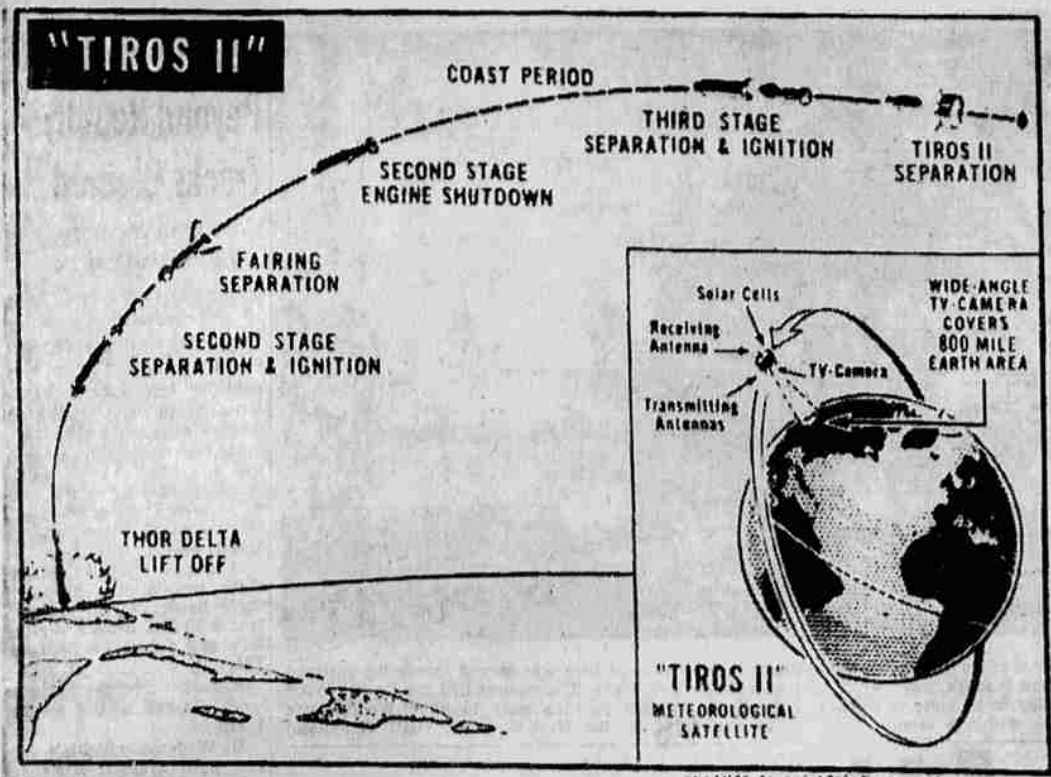 "TIROS II"
COAST PERIOD
THIRD STAGE
SEPARATION & IGNITION
TIROS II
SEPARATION
SECOND STAGE
ENGINE SHUTDOWN
FAIRING
SEPARATION
SECOND STAGE
SEPARATION & IGNITION
THOR DELTA
LIFT OFF
WIDE-ANGLE
TV-CAMERA
COVERS
800 MILE
EARTH AREA
Solar Cells
Receiving
Antenna
TV-Camera
Transmitting
Antennas
"TIROS II"
METEOROLOGICAL
SATELLITE